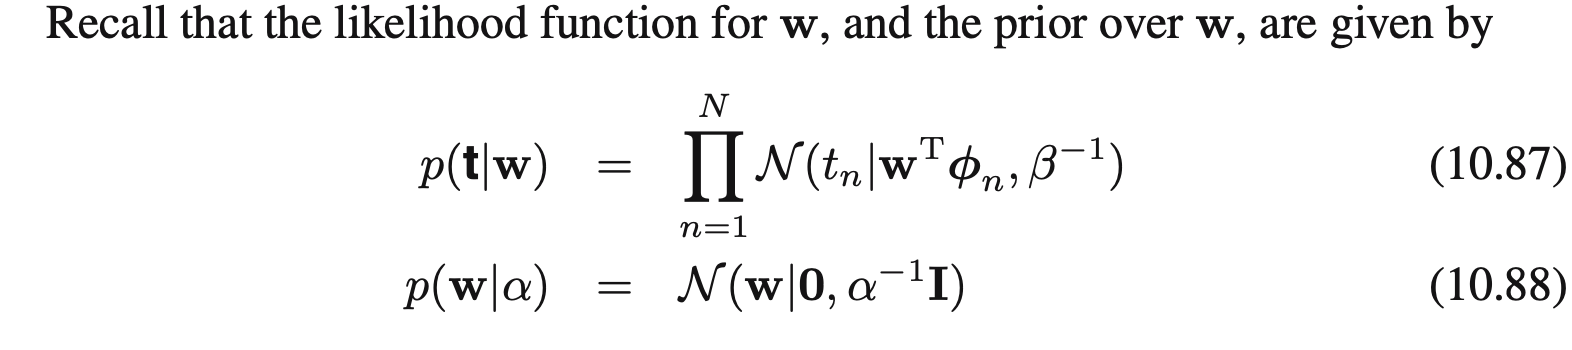 Recall that the likelihood function for w, and the prior over w, are given by
p(t|w) = ∏_{n=1}^{N} 𝒩(t_n|w^T ϕ_n, β^{−1}) (10.87)
p(w|α) = 𝒩(w|0, α^{−1}I) (10.88)